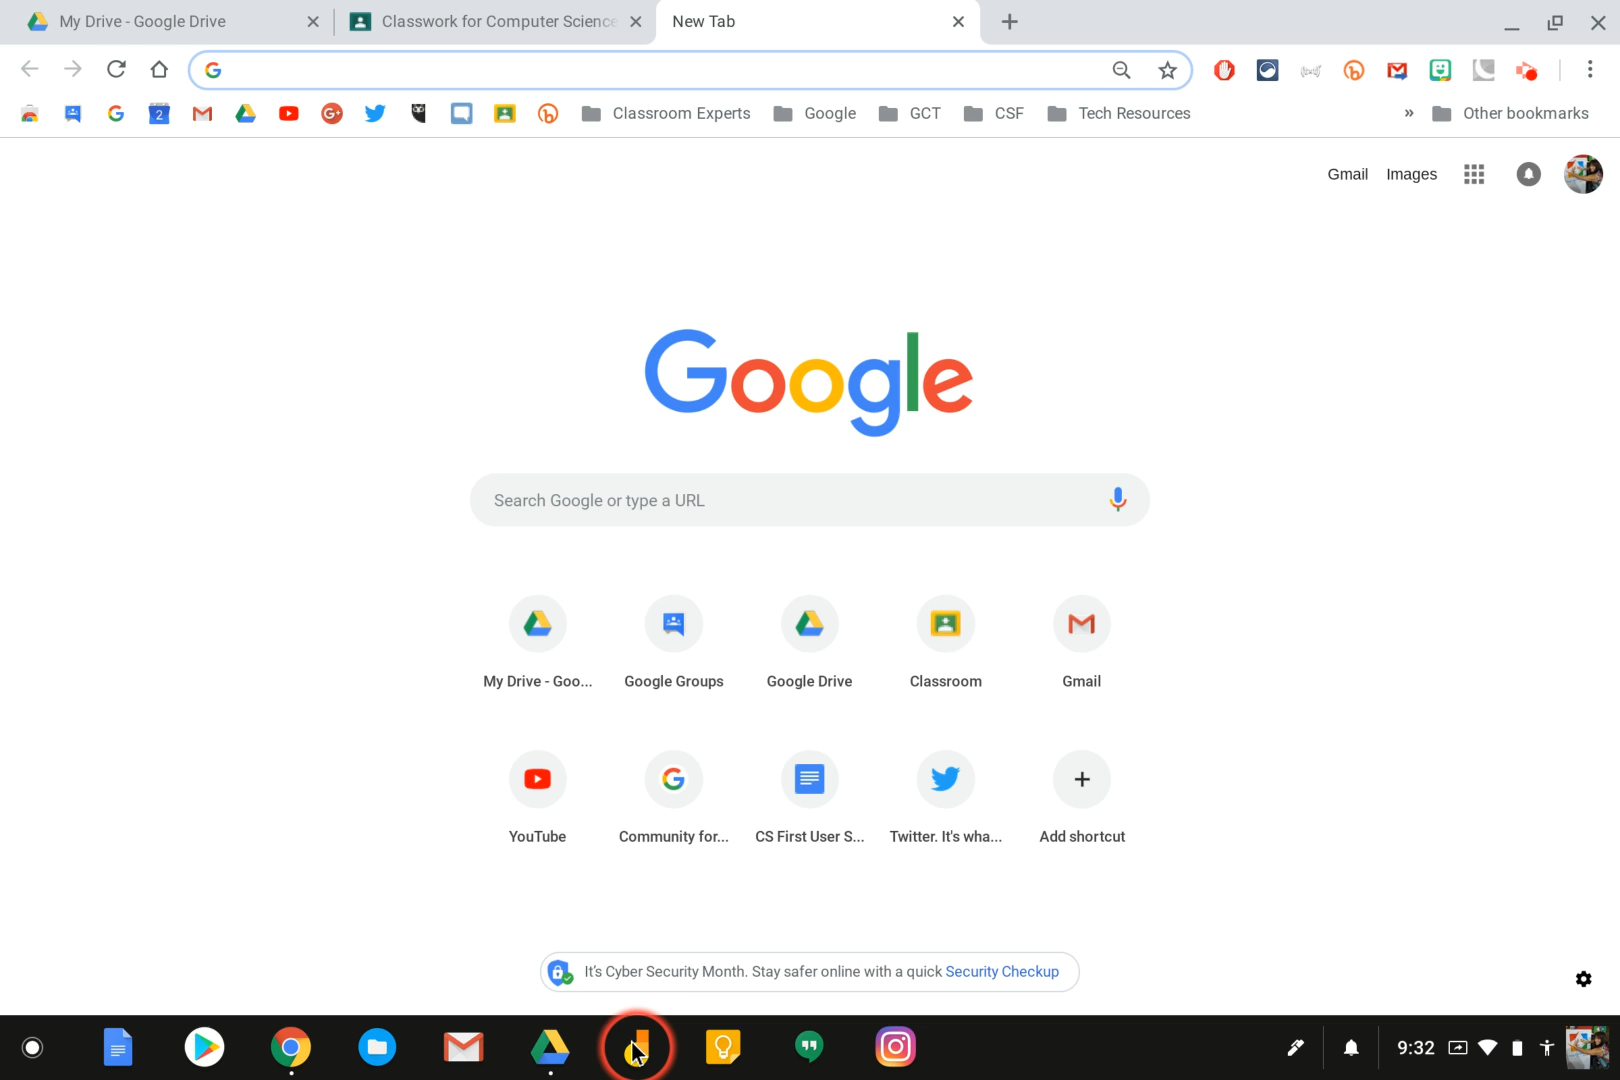 My Drive - Google Drive
Classwork for Computer Science
New Tab
2
G+
Classroom Experts
Google
GCT
CSF
Tech Resources
»
Other bookmarks
Gmail
Images
Google
Search Google or type a URL
My Drive - Goo...
Google Groups
Google Drive
Classroom
Gmail
YouTube
Community for...
CS First User S...
Twitter. It's wha...
Add shortcut
It's Cyber Security Month. Stay safer online with a quick Security Checkup
9:32